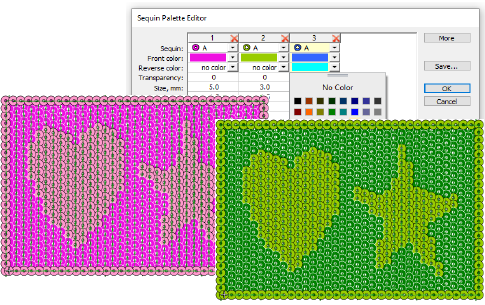 Sequin Palette Editor
1 2 3 More
Sequin: A A A
Front color:
Reverse color: no color no color Save...
Transparency: 0 0
Size, mm: 5.0 3.0 OK
No Color Cancel